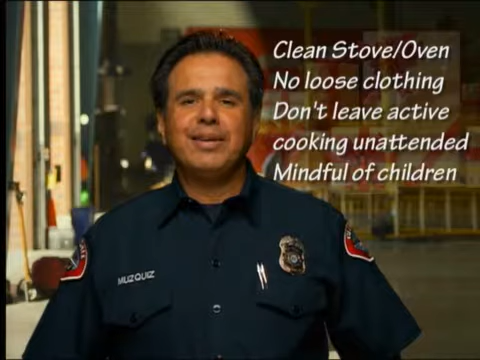 Clean Stove/Oven
No loose clothing
Don't leave active
cooking unattended
Mindful of children
MUZQUIZ